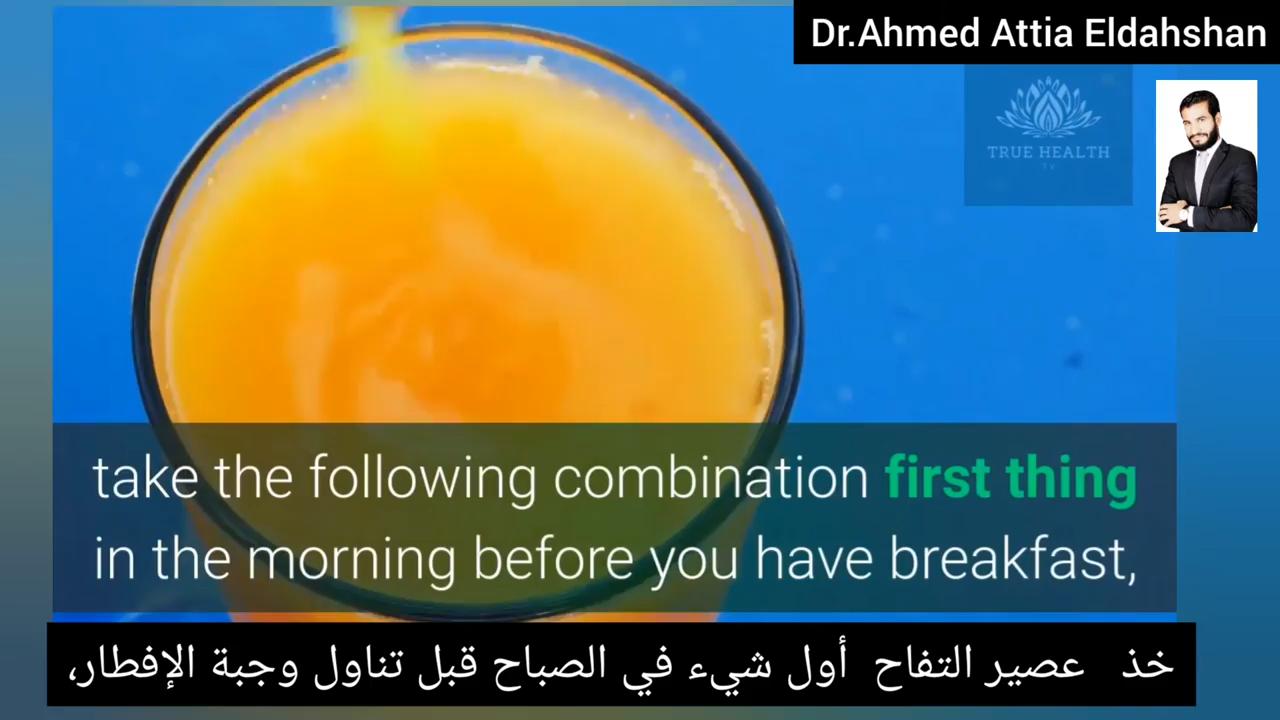 Dr.Ahmed Attia Eldahshan
TRUE HEALTH
TV
take the following combination first thing
in the morning before you have breakfast,
خذ عصير التفاح أول شيء في الصباح قبل تناول وجبة الإفطار،